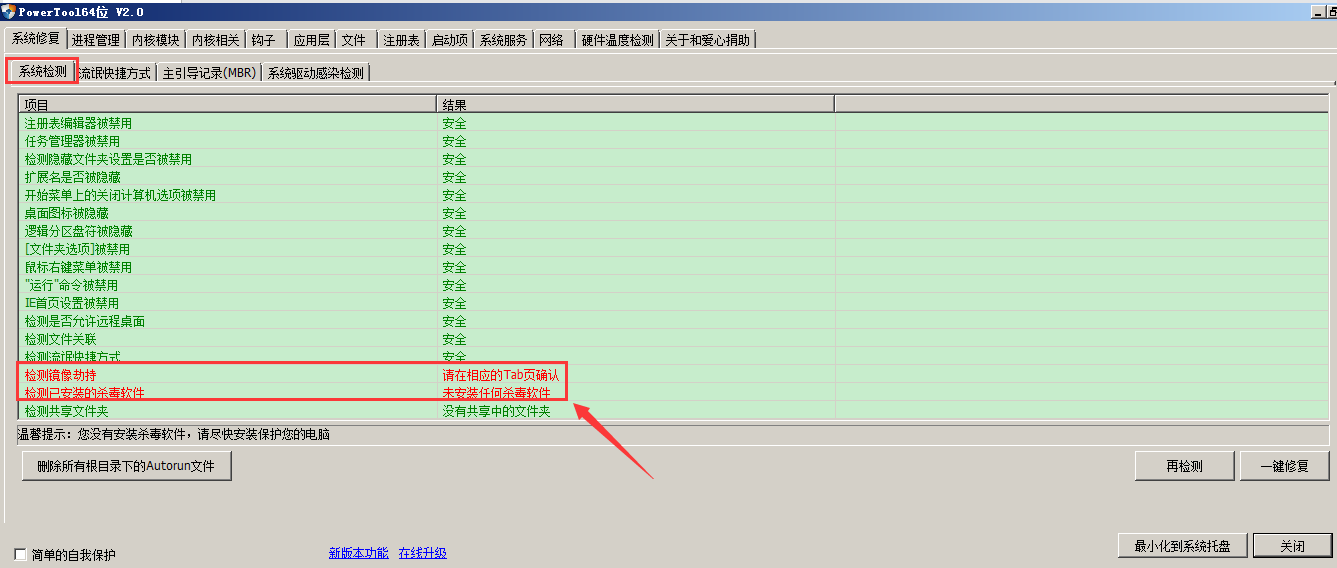 PowerTool64位 V2.0
系统修复 进程管理 内核模块 内核相关 钩子 应用层 文件 注册表 启动项 系统服务 网络 硬件温度检测 关于和爱心捐助
系统检测 流氓快捷方式 主引导记录(MBR) 系统驱动感染检测
项目 结果
注册表编辑器被禁用 安全
任务管理器被禁用 安全
检测隐藏文件夹设置是否被禁用 安全
扩展名是否被隐藏 安全
开始菜单上的关闭计算机选项被禁用 安全
桌面图标被隐藏 安全
逻辑分区盘符被隐藏 安全
[文件夹选项]被禁用 安全
鼠标右键菜单被禁用 安全
"运行"命令被禁用 安全
IE首页设置被禁用 安全
检测是否允许远程桌面 安全
检测文件关联 安全
检测流氓快捷方式 安全
检测镜像劫持 请在相应的Tab页确认
检测已安装的杀毒软件 未安装任何杀毒软件
检测共享文件夹 没有共享中的文件夹
温馨提示：您没有安装杀毒软件，请尽快安装保护您的电脑
删除所有根目录下的Autorun文件 再检测 一键修复
简单的自我保护 新版本功能 在线升级 最小化到系统托盘 关闭